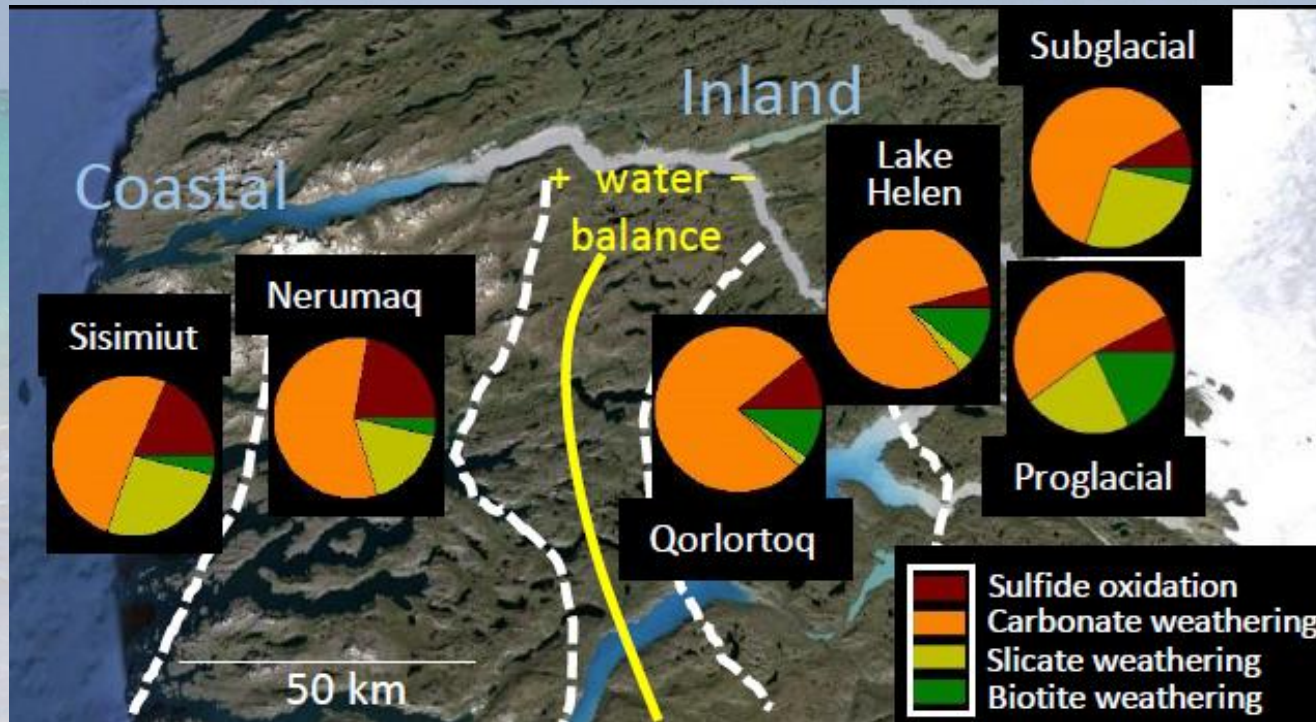 Subglacial
Inland
Coastal
Lake
Helen
+ water –
balance
Nerumaq
Sisimiut
Proglacial
Qorlortoq
50 km
Sulfide oxidation
Carbonate weathering
Slicate weathering
Biotite weathering